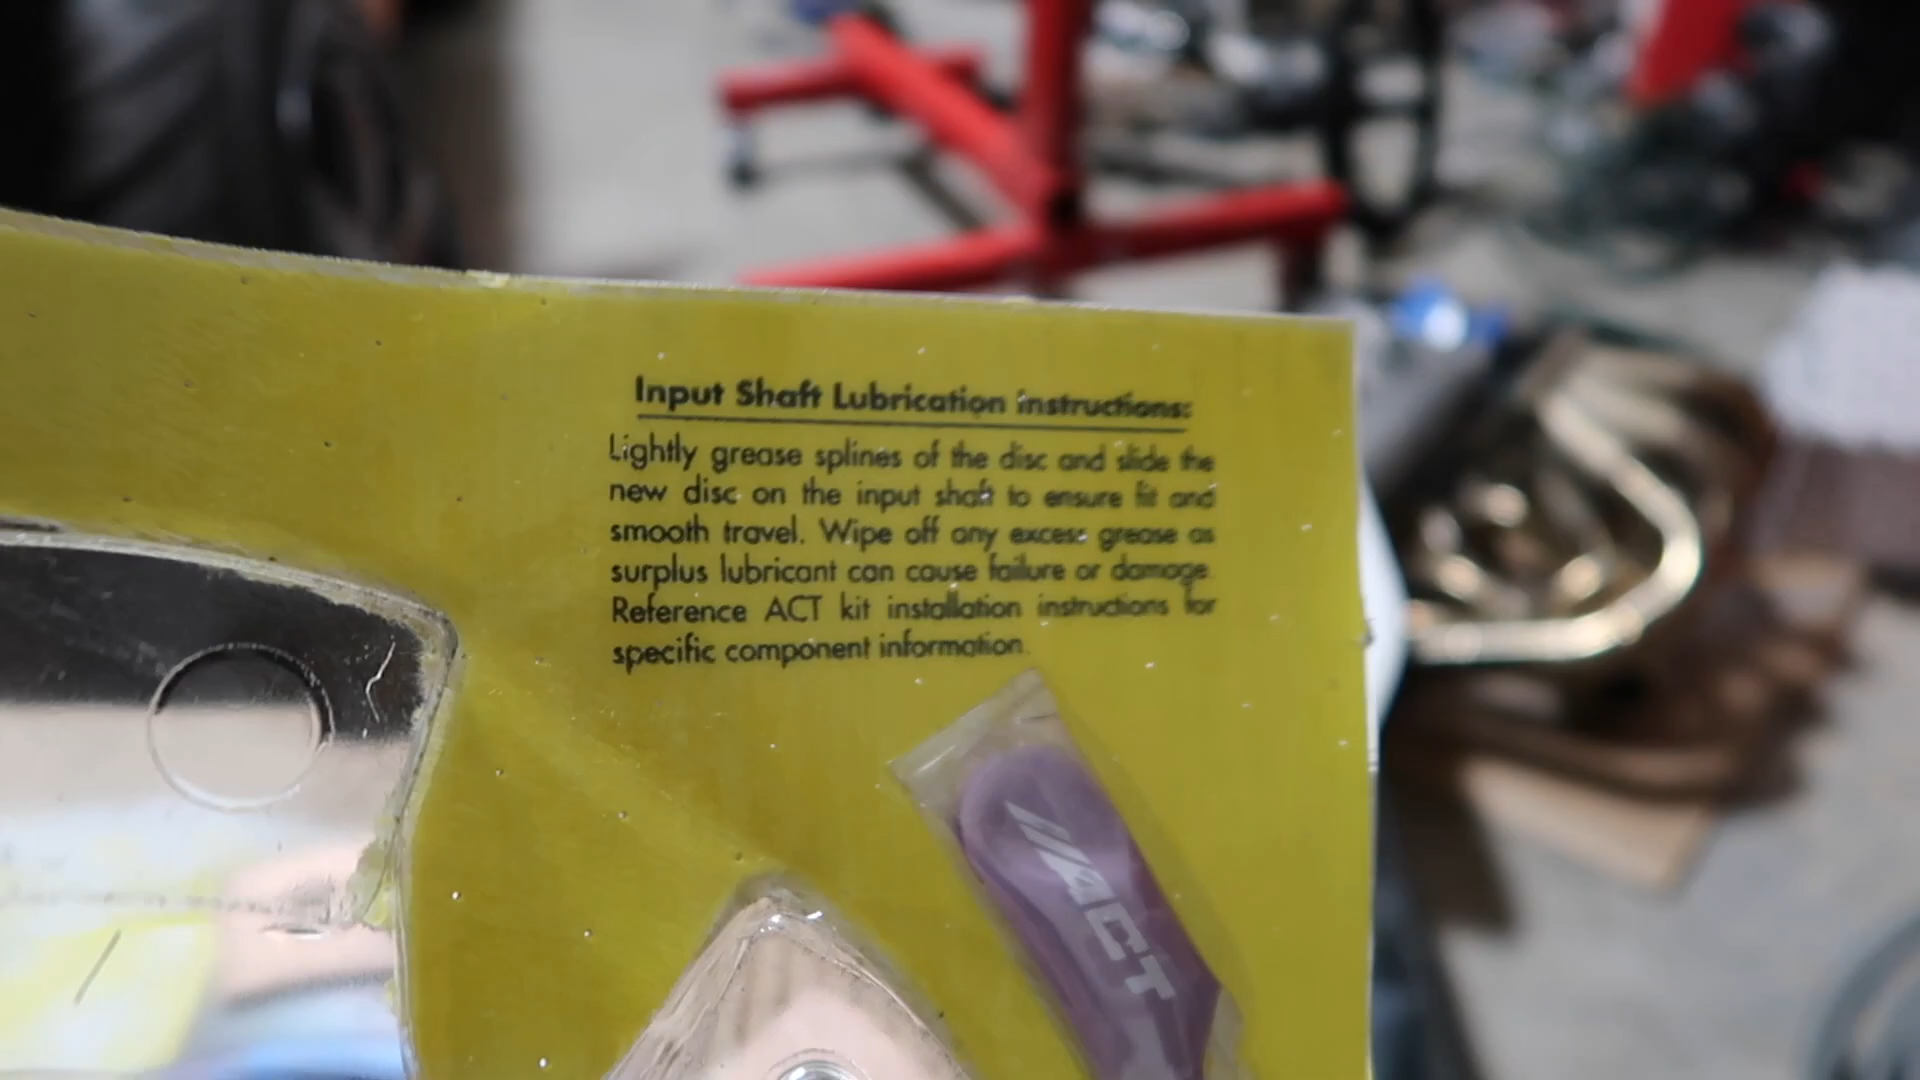 Input Shaft Lubrication instructions:
Lightly grease splines of the disc and slide the
new disc on the input shaft to ensure fit and
smooth travel. Wipe off any excess grease as
surplus lubricant can cause failure or damage.
Reference ACT kit installation instructions for
specific component information.
ACT